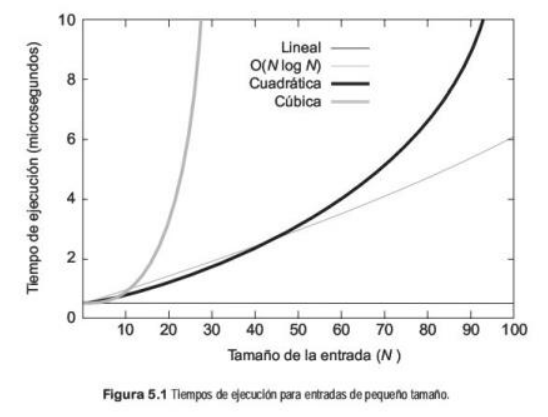 10
8
6
4
2
0
Tiempo de ejecución (microsegundos)
Lineal
O(N log N)
Cuadrática
Cúbica
10 20 30 40 50 60 70 80 90 100
Tamaño de la entrada (N )
Figura 5.1 Tiempos de ejecución para entradas de pequeño tamaño.